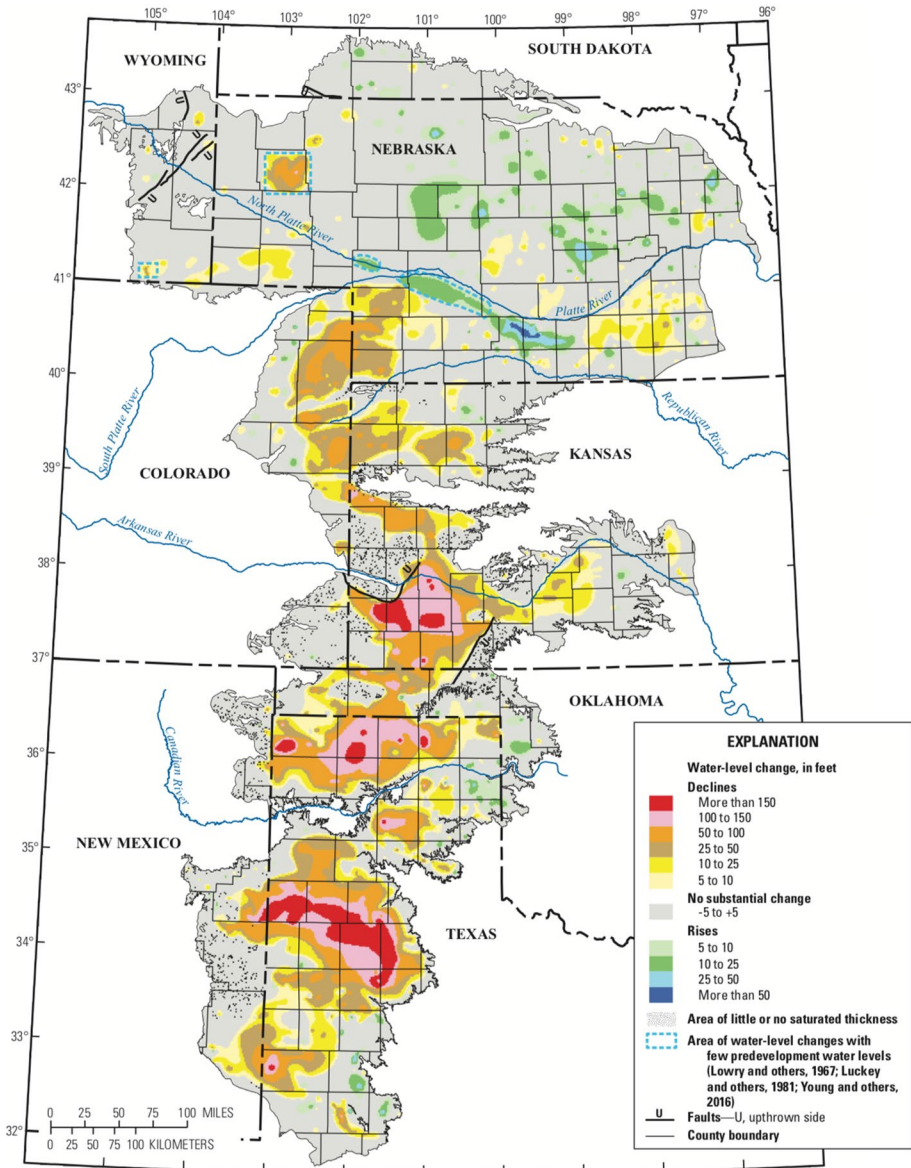 105° 104° 103° 102° 101° 100° 99° 98° 97° 96°
SOUTH DAKOTA
WYOMING
43°
U
U
NEBRASKA
U
42°
U
North Platte River
41°
Platte River
40°
South Platte River
Republican River
39°
COLORADO
KANSAS
Arkansas River
38°
U
U
37°
OKLAHOMA
Canadian River
36°
NEW MEXICO
35°
34°
TEXAS
33°
32°
0 25 50 75 100 MILES
0 25 50 75 100 KILOMETERS
EXPLANATION
Water-level change, in feet
Declines
More than 150
100 to 150
50 to 100
25 to 50
10 to 25
5 to 10
No substantial change
-5 to +5
Rises
5 to 10
10 to 25
25 to 50
More than 50
Area of little or no saturated thickness
Area of water-level changes with
few predevelopment water levels
(Lowry and others, 1967; Luckey
and others, 1981; Young and others,
2016)
U
Faults—U, upthrown side
County boundary